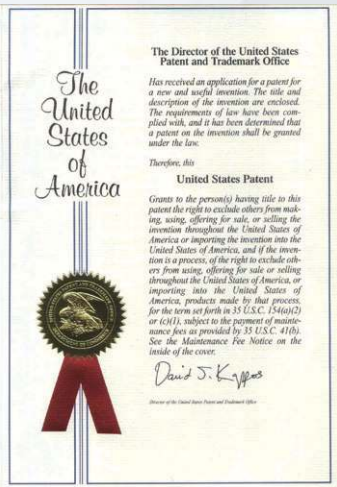 The
United
States
of
America
The Director of the United States
Patent and Trademark Office
Has received an application for a patent for
a new and useful invention. The title and
description of the invention are enclosed.
The requirements of law have been com-
plied with, and it has been determined that
a patent on the invention shall be granted
under the law.
Therefore, this
United States Patent
Grants to the person(s) having title to this
patent the right to exclude others from mak-
ing, using, offering for sale, or selling the
invention throughout the United States of
America or importing the invention into the
United States of America, and if the inven-
tion is a process, of the right to exclude oth-
ers from using, offering for sale or selling
throughout the United States of America, or
importing into the United States of
America, products made by that process,
for the term set forth in 35 U.S.C. 154(a)(2)
or (c)(1), subject to the payment of mainte-
nance fees as provided by 35 U.S.C. 41(b).
See the Maintenance Fee Notice on the
inside of the cover.
David J. Kappos
Director of the United States Patent and Trademark Office